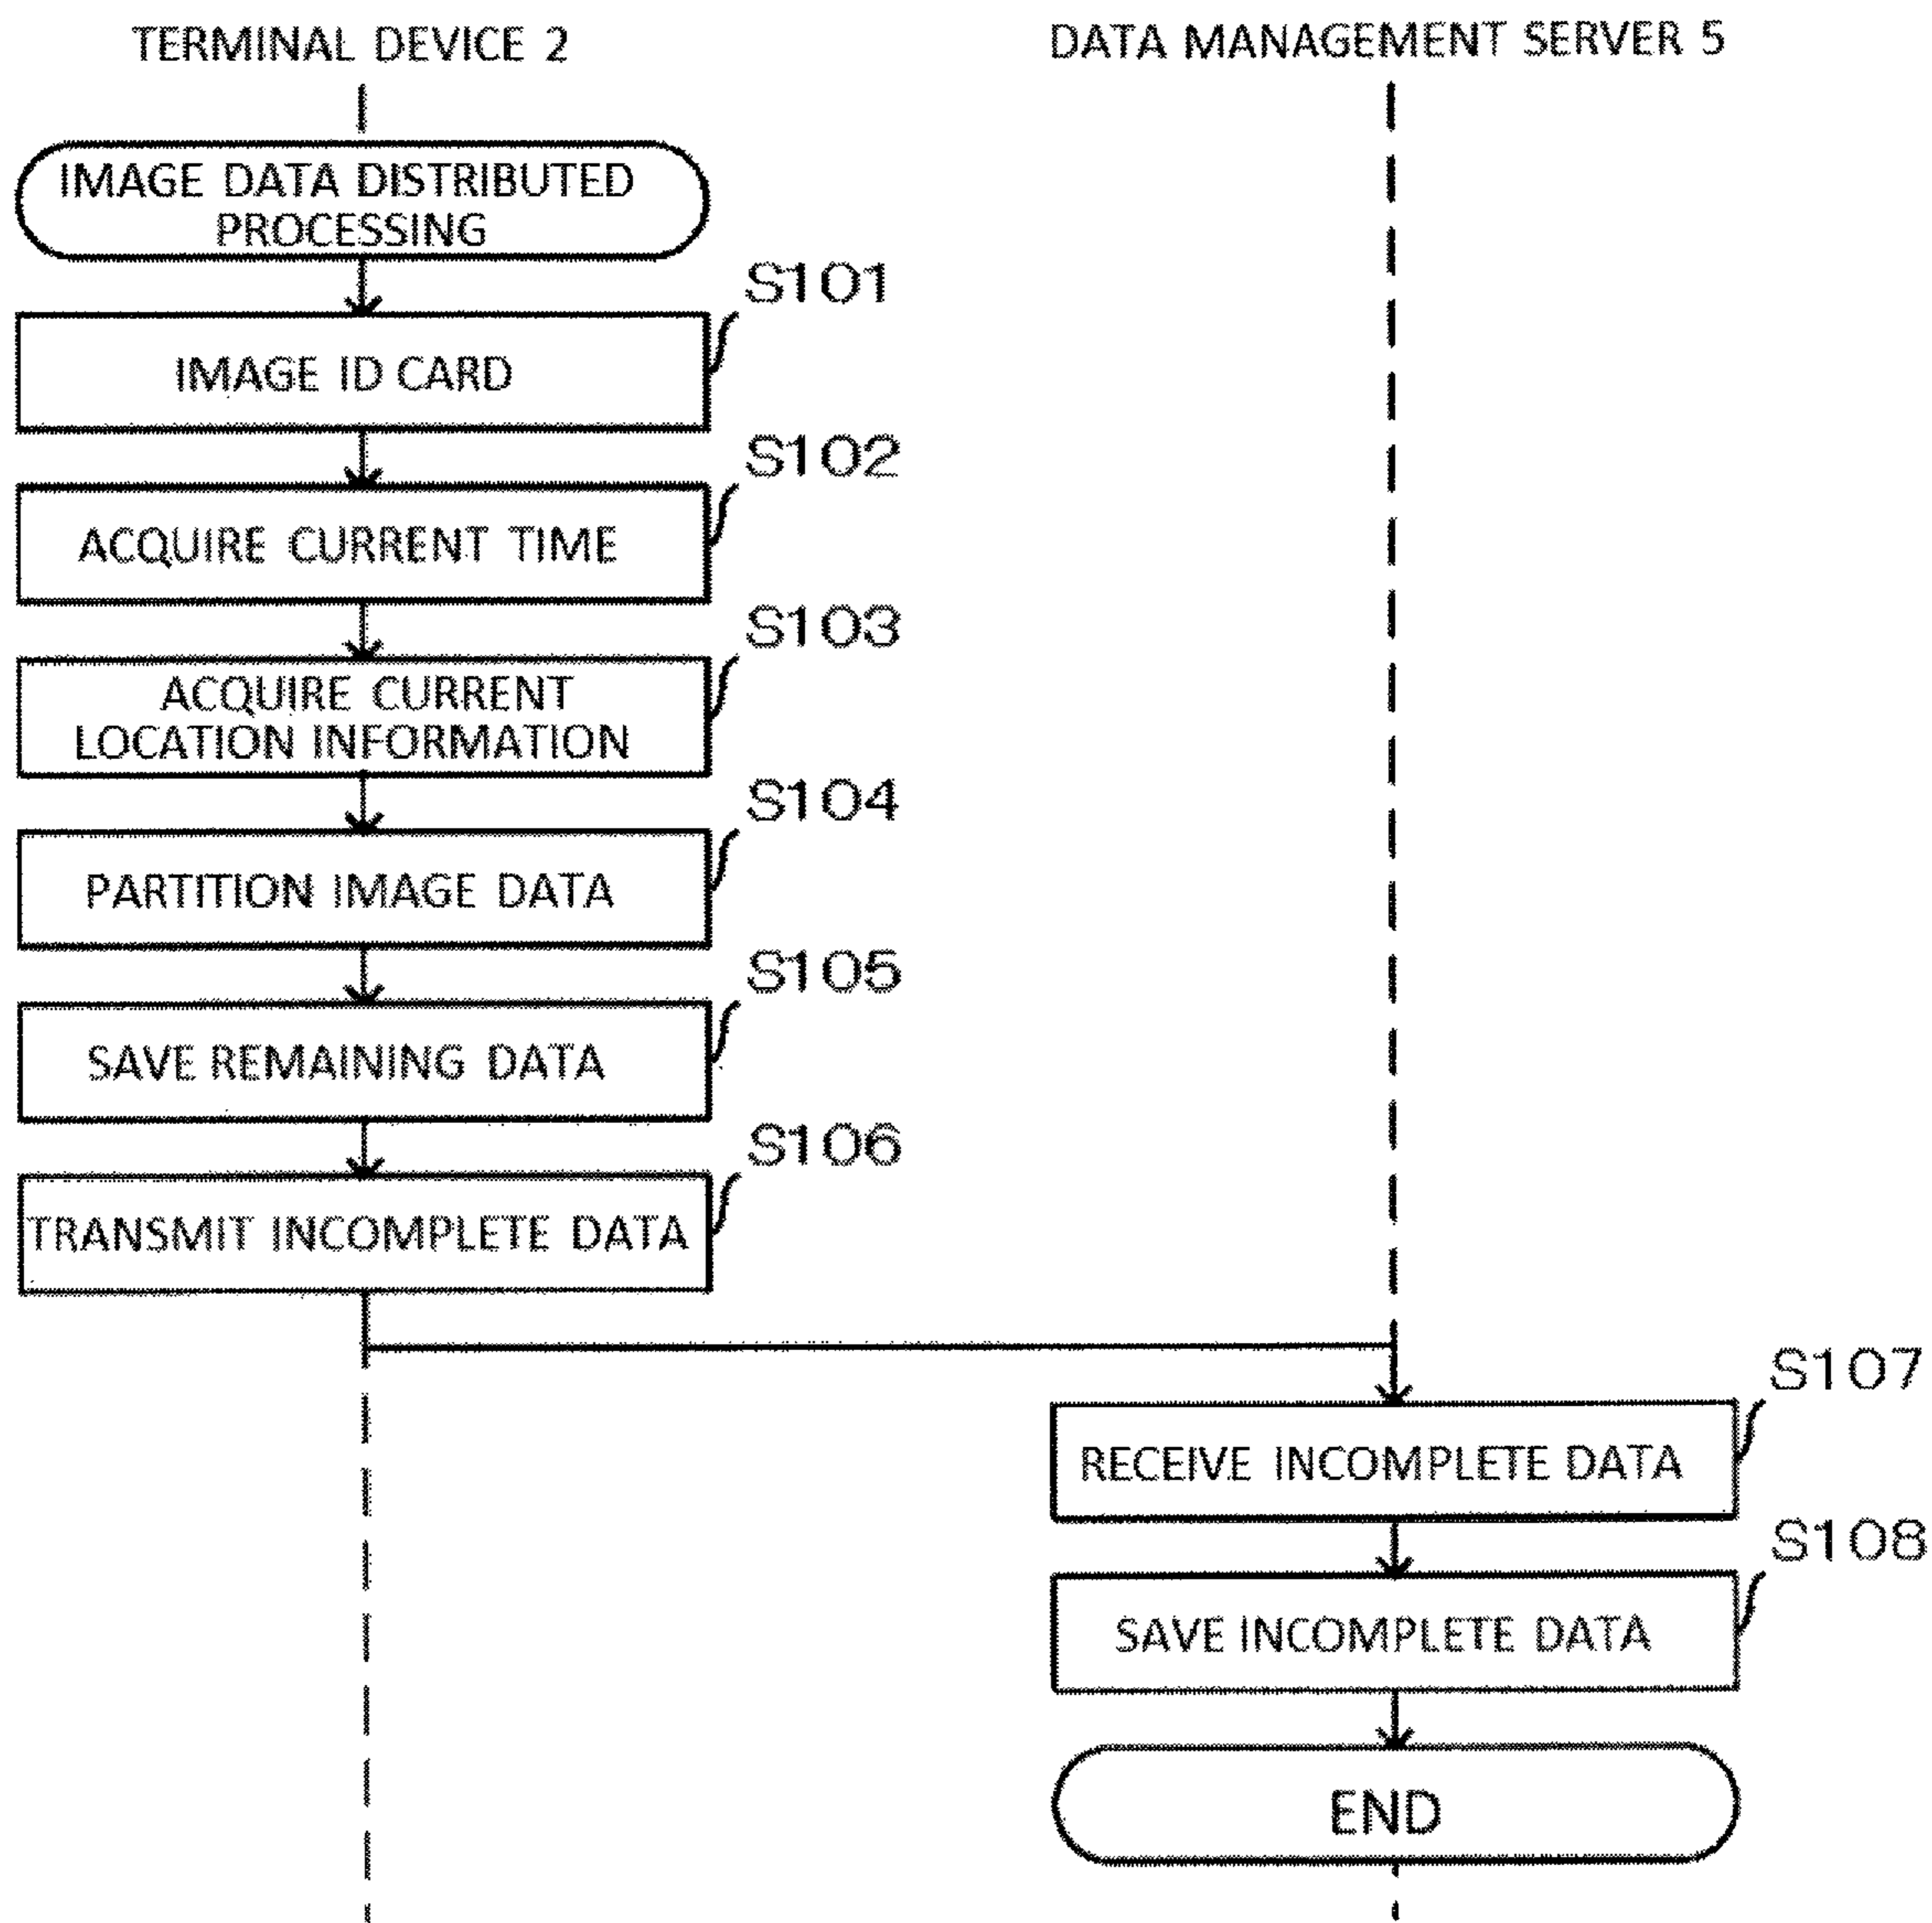 TERMINAL DEVICE 2
DATA MANAGEMENT SERVER 5
IMAGE DATA DISTRIBUTED
PROCESSING
S101
IMAGE ID CARD
S102
ACQUIRE CURRENT TIME
S103
ACQUIRE CURRENT
LOCATION INFORMATION
S104
PARTITION IMAGE DATA
S105
SAVE REMAINING DATA
S106
TRANSMIT INCOMPLETE DATA
S107
RECEIVE INCOMPLETE DATA
S108
SAVE INCOMPLETE DATA
END